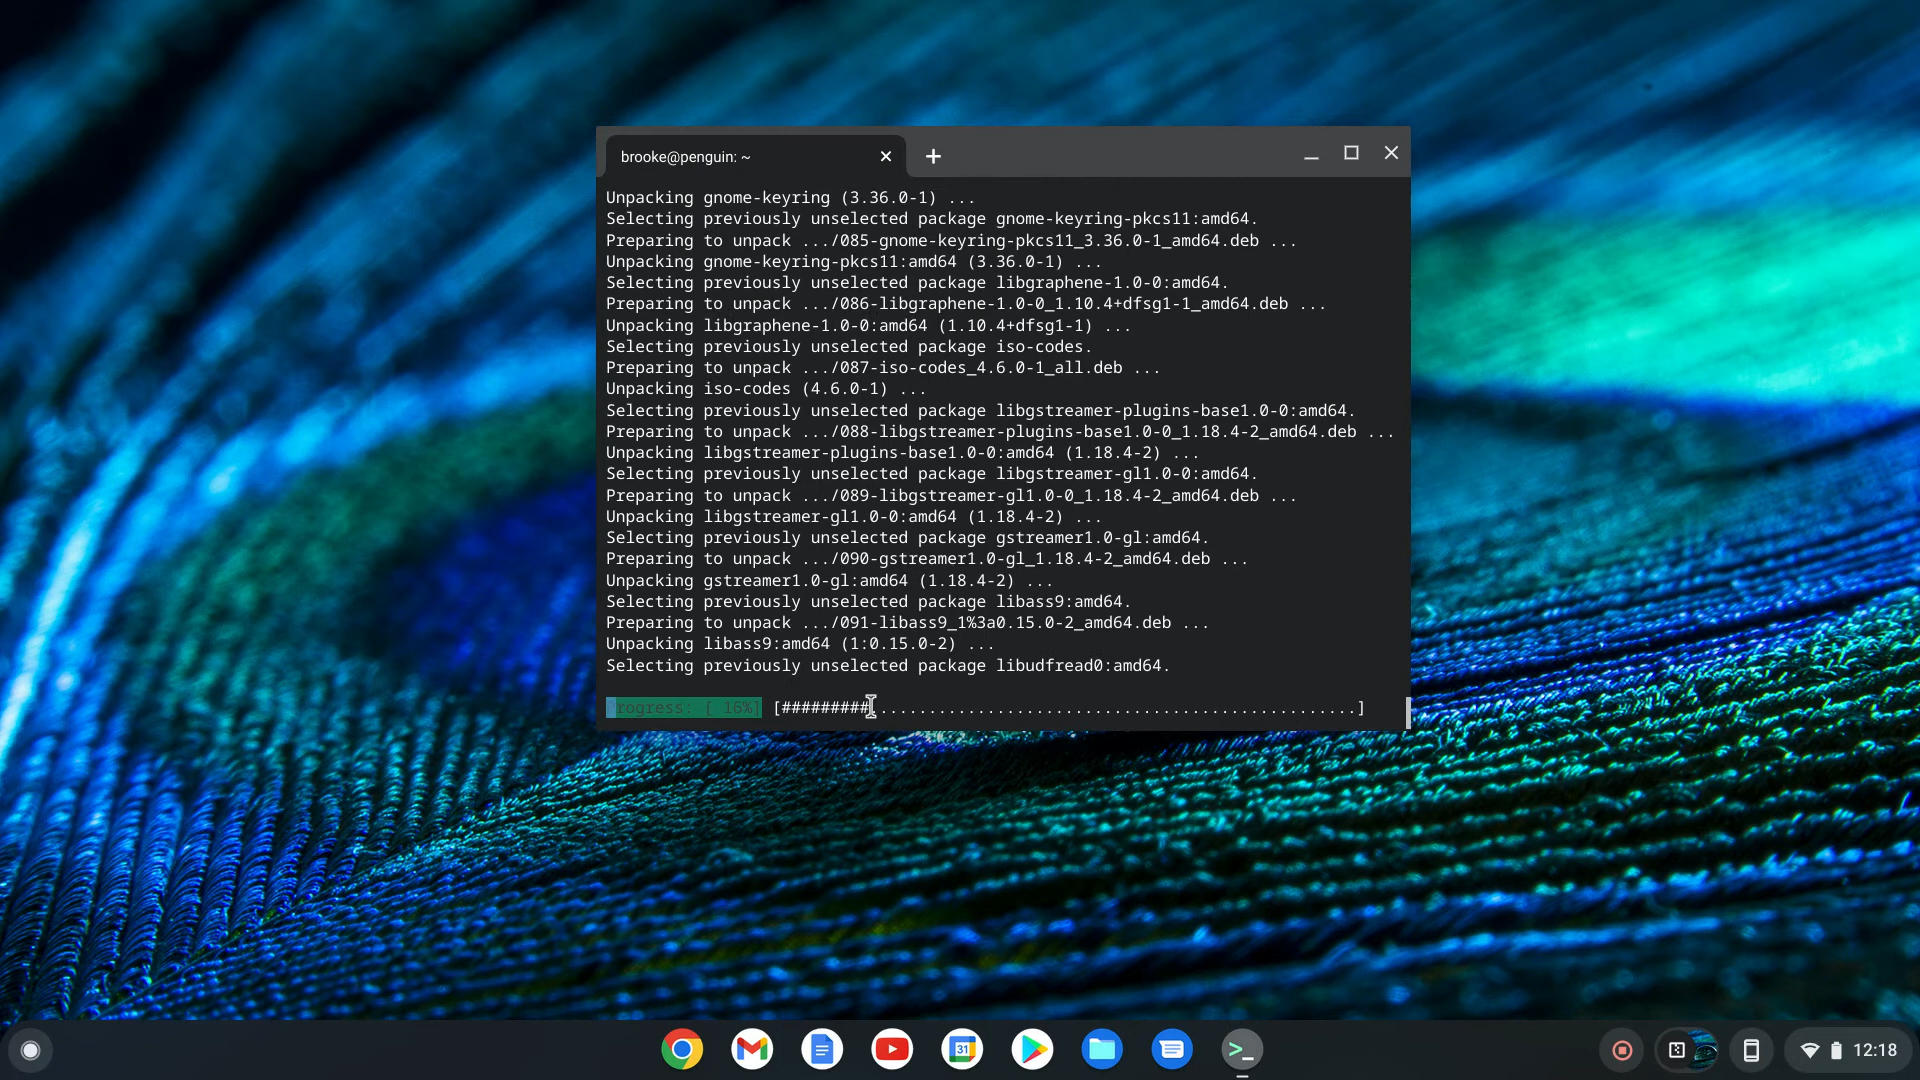 brooke@penguin: ~
Unpacking gnome-keyring (3.36.0-1) ...
Selecting previously unselected package gnome-keyring-pkcs11:amd64.
Preparing to unpack .../085-gnome-keyring-pkcs11_3.36.0-1_amd64.deb ...
Unpacking gnome-keyring-pkcs11:amd64 (3.36.0-1) ...
Selecting previously unselected package libgraphene-1.0-0:amd64.
Preparing to unpack .../086-libgraphene-1.0-0_1.10.4+dfsg1-1_amd64.deb ...
Unpacking libgraphene-1.0-0:amd64 (1.10.4+dfsg1-1) ...
Selecting previously unselected package iso-codes.
Preparing to unpack .../087-iso-codes_4.6.0-1_all.deb ...
Unpacking iso-codes (4.6.0-1) ...
Selecting previously unselected package libgstreamer-plugins-base1.0-0:amd64.
Preparing to unpack .../088-libgstreamer-plugins-base1.0-0_1.18.4-2_amd64.deb ...
Unpacking libgstreamer-plugins-base1.0-0:amd64 (1.18.4-2) ...
Selecting previously unselected package libgstreamer-gl1.0-0:amd64.
Preparing to unpack .../089-libgstreamer-gl1.0-0_1.18.4-2_amd64.deb ...
Unpacking libgstreamer-gl1.0-0:amd64 (1.18.4-2) ...
Selecting previously unselected package gstreamer1.0-gl:amd64.
Preparing to unpack .../090-gstreamer1.0-gl_1.18.4-2_amd64.deb ...
Unpacking gstreamer1.0-gl:amd64 (1.18.4-2) ...
Selecting previously unselected package libass9:amd64.
Preparing to unpack .../091-libass9_1%3a0.15.0-2_amd64.deb ...
Unpacking libass9:amd64 (1:0.15.0-2) ...
Selecting previously unselected package libudfread0:amd64.
Progress: [ 16%] [#########..................................................]
31
>_
12:18